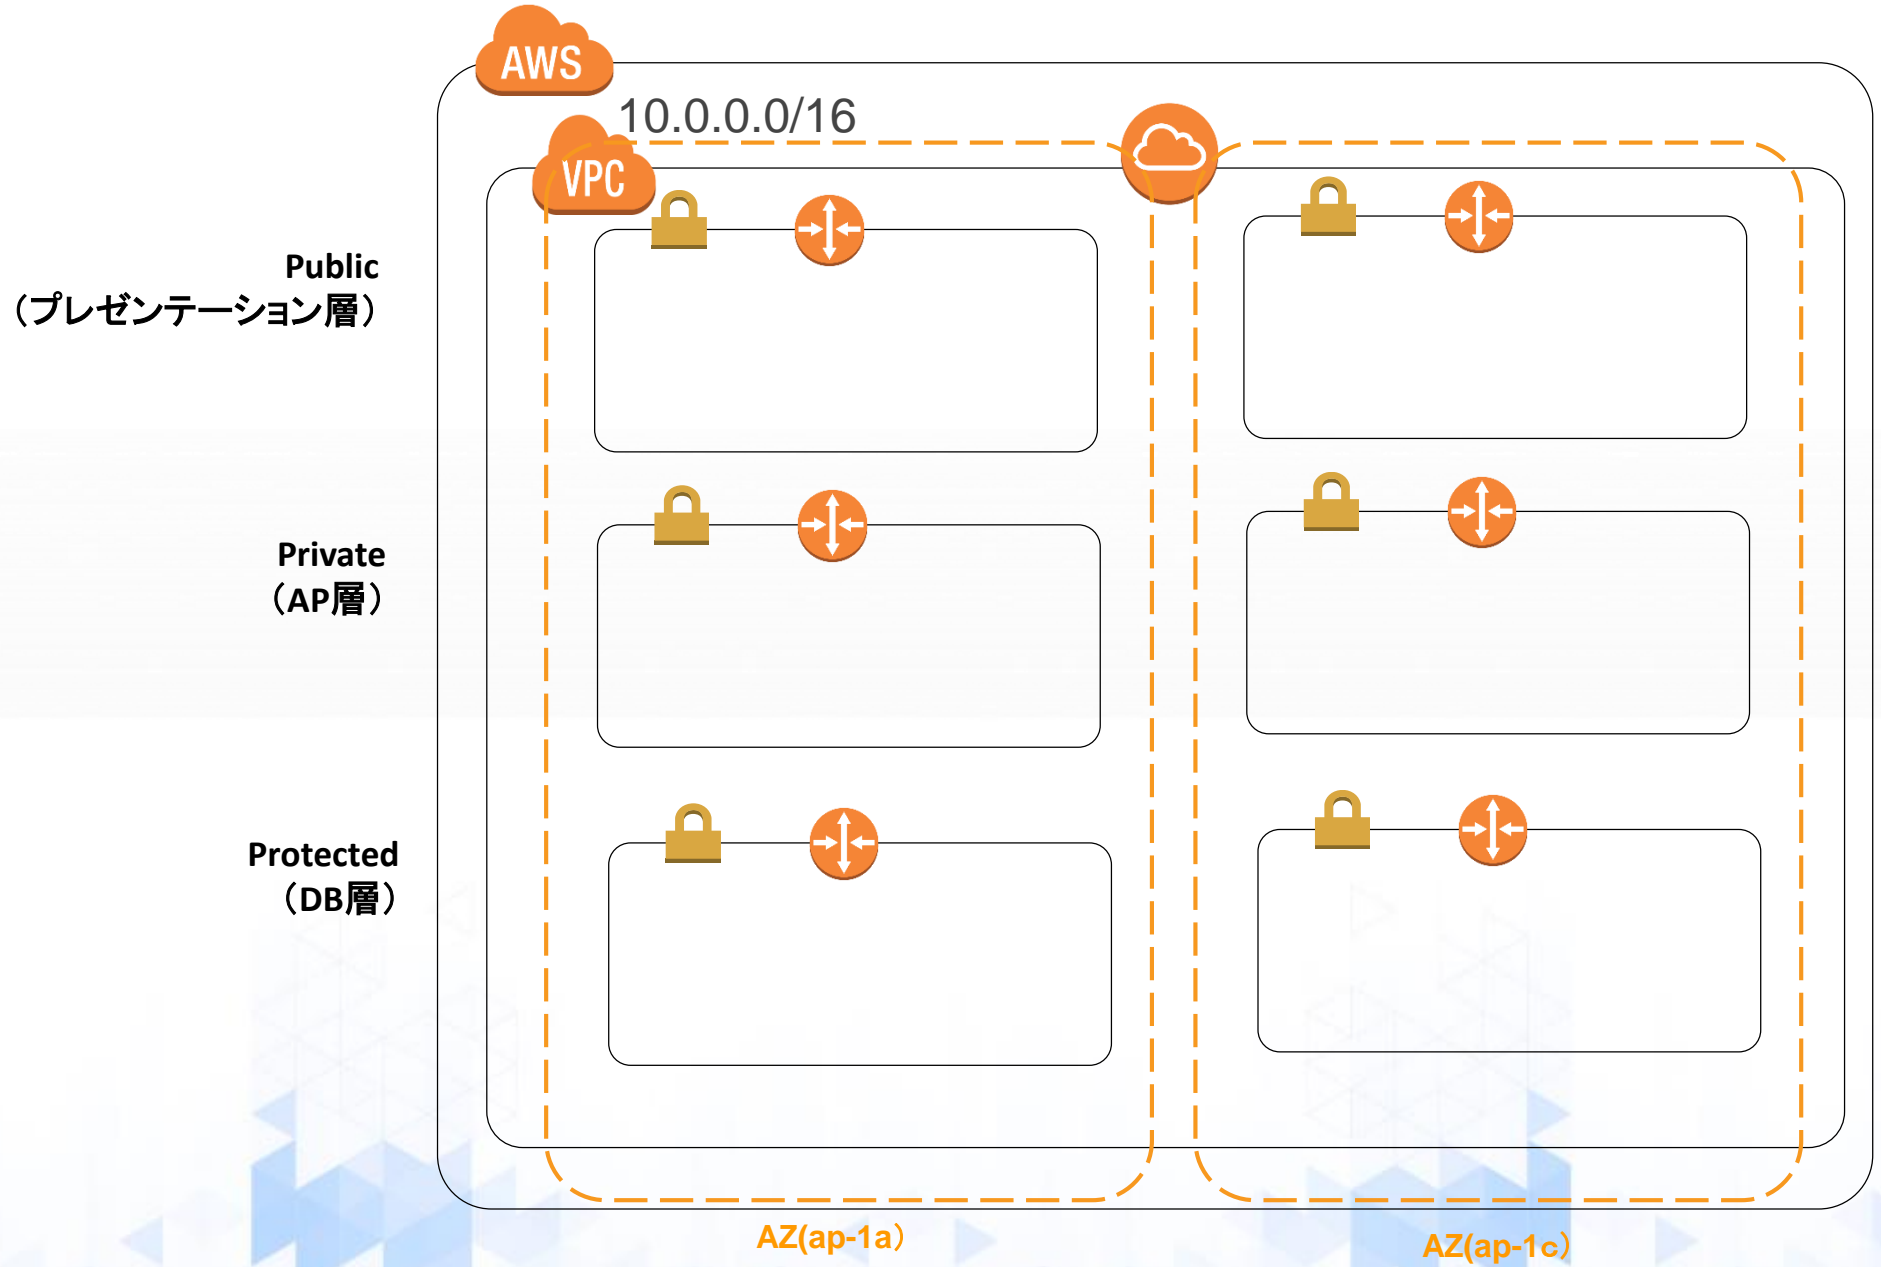 AWS
10.0.0.0/16
VPC
Public
（プレゼンテーション層）
Private
（AP層）
Protected
（DB層）
AZ(ap-1a）
AZ(ap-1c）